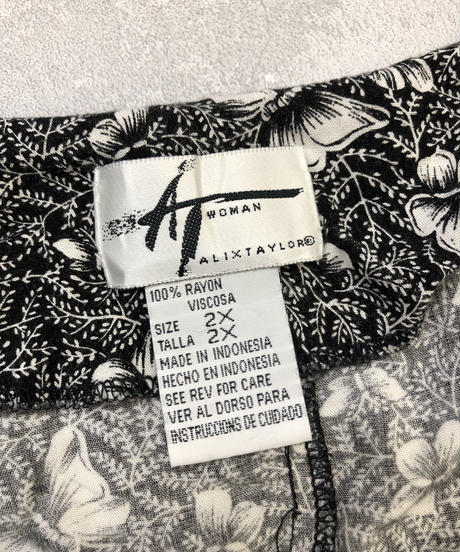 AT
WOMAN
ALIXTAYLOR®
100% RAYON
VISCOSA
SIZE 2X
TALLA 2X
MADE IN INDONESIA
HECHO EN INDONESIA
SEE REV FOR CARE
VER AL DORSO PARA
INSTRUCCIONS DE CUIDADO